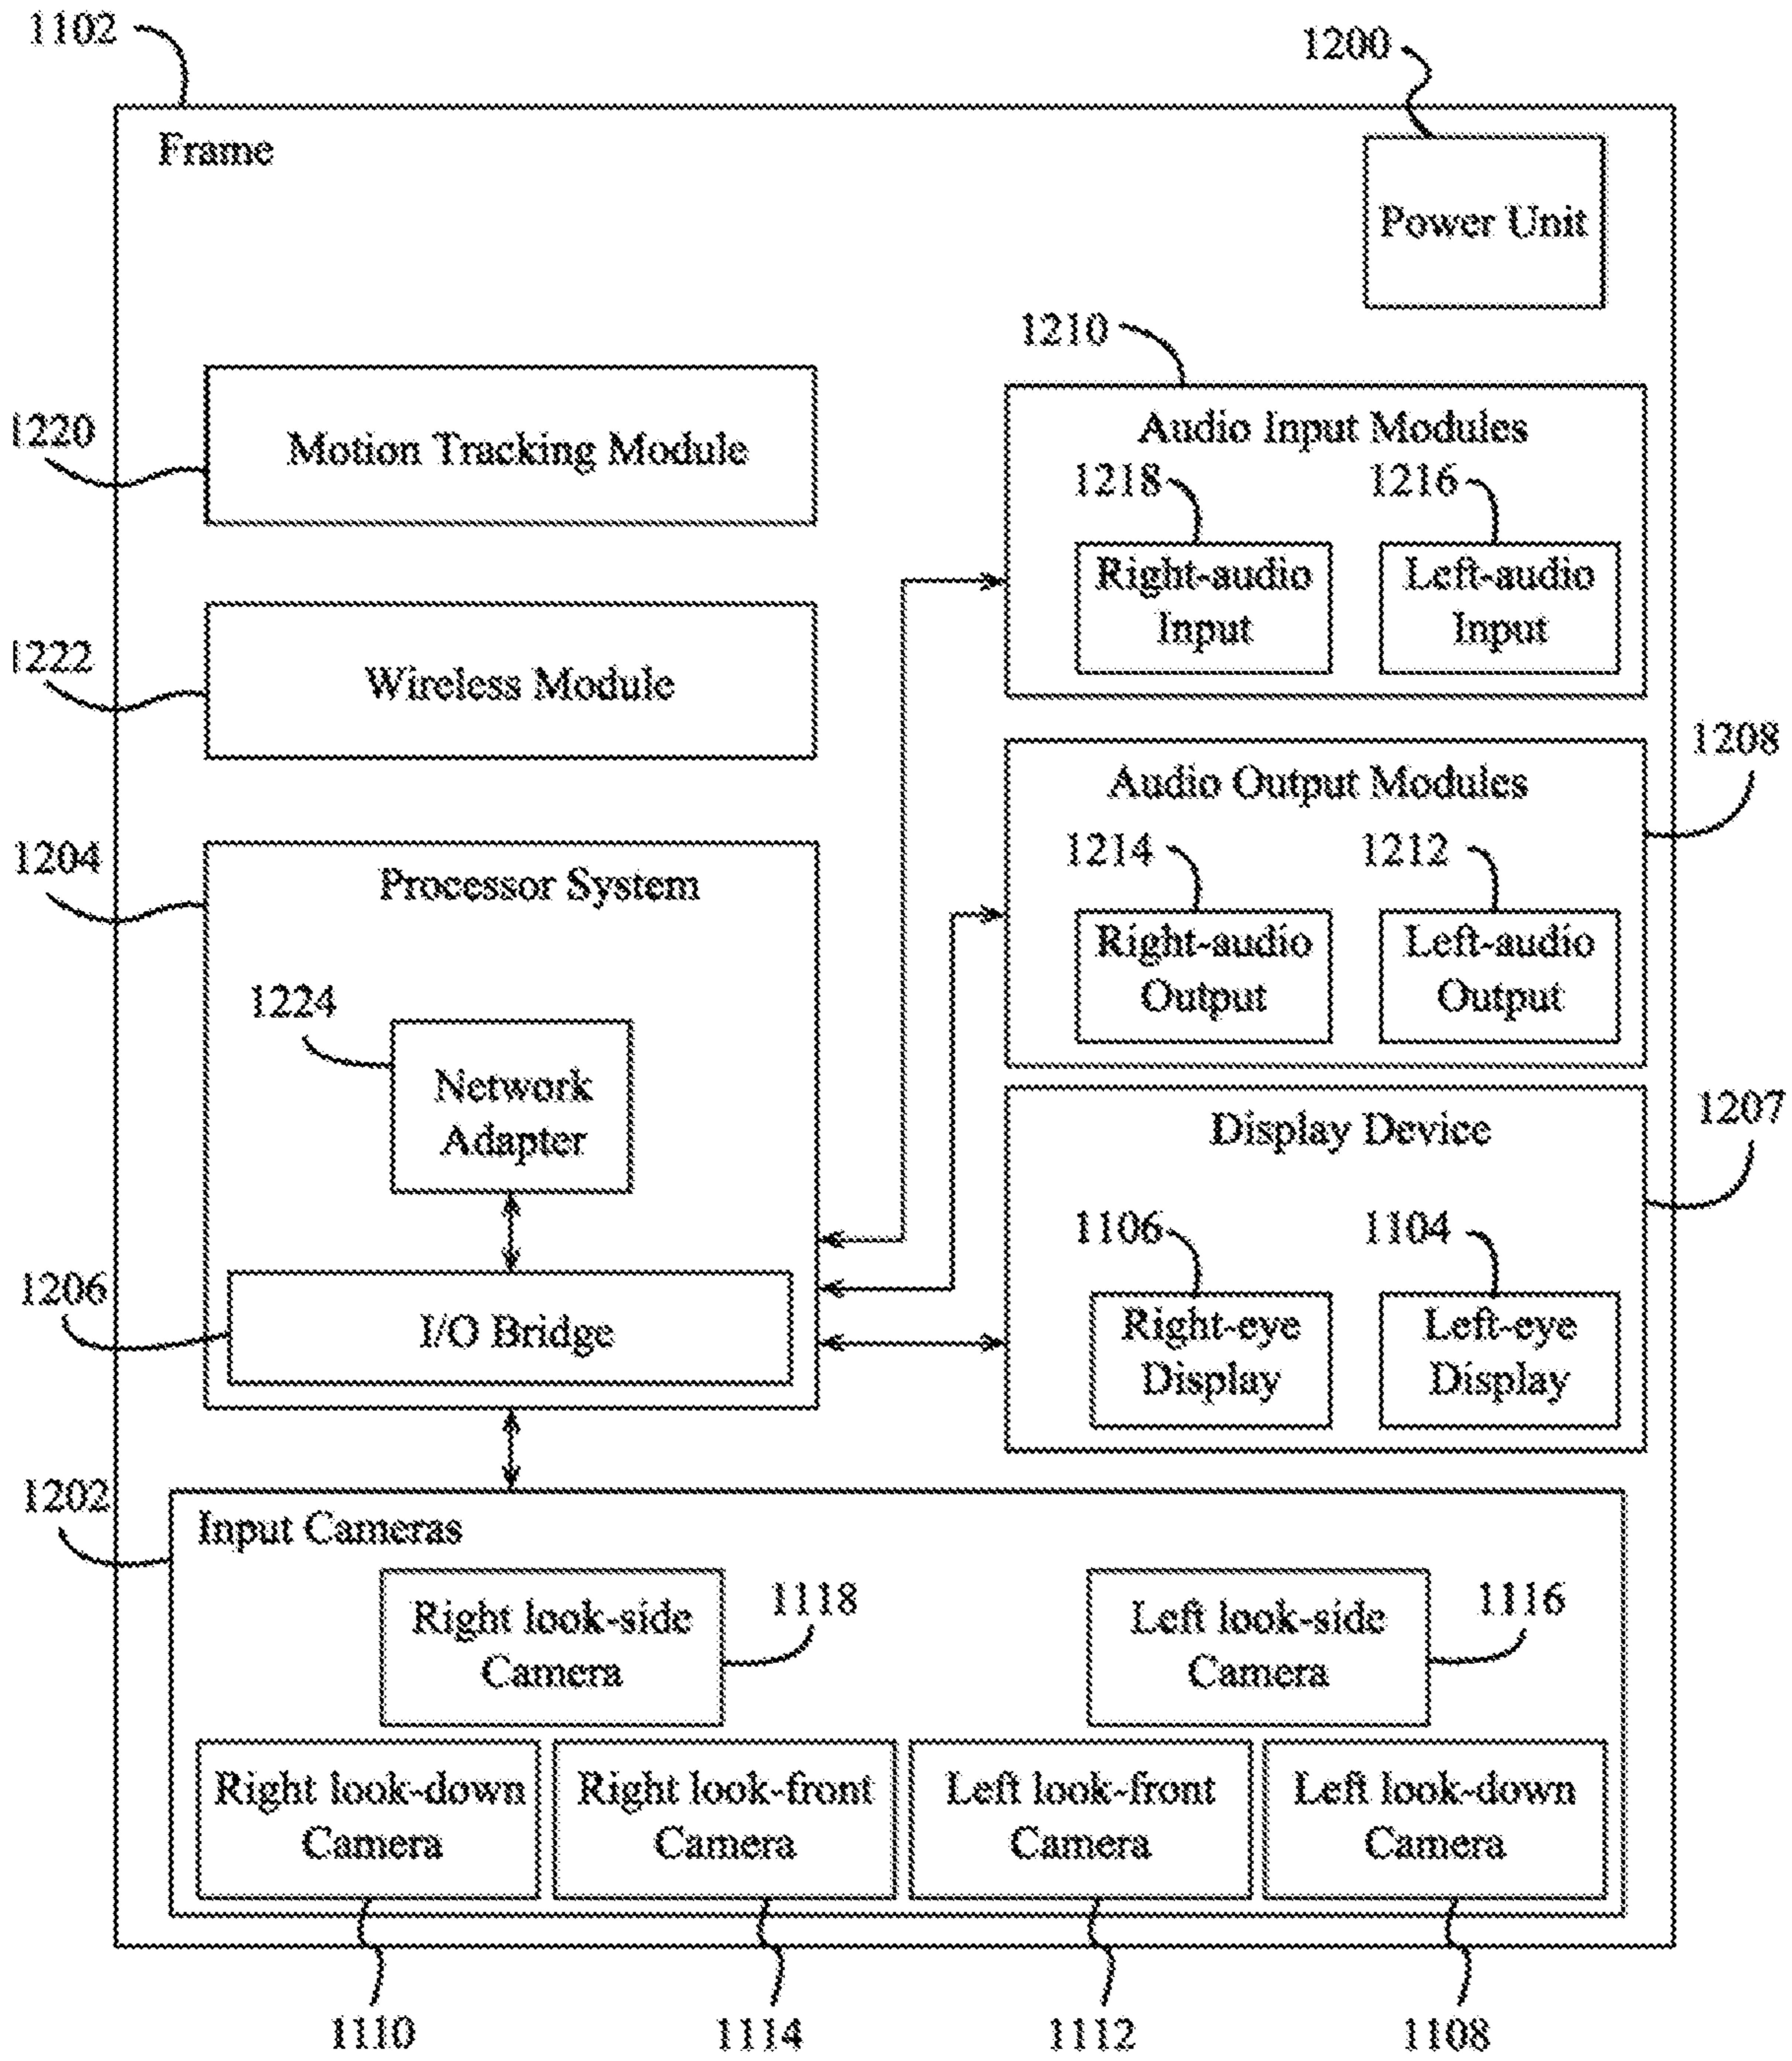 1102
1200
Frame
Power Unit
1210
1220
Motion Tracking Module
Audio Input Modules
1218
1216
Right-audio
Input
Left-audio
Input
1222
Wireless Module
1208
Audio Output Modules
1214
1212
Right-audio
Output
Left-audio
Output
1204
Processor System
1224
Network
Adapter
1207
Display Device
1106
1104
Right-eye
Display
Left-eye
Display
1206
I/O Bridge
1202
Input Cameras
Right look-side
Camera
1118
Left look-side
Camera
1116
Right look-down
Camera
Right look-front
Camera
Left look-front
Camera
Left look-down
Camera
1110
1114
1112
1108